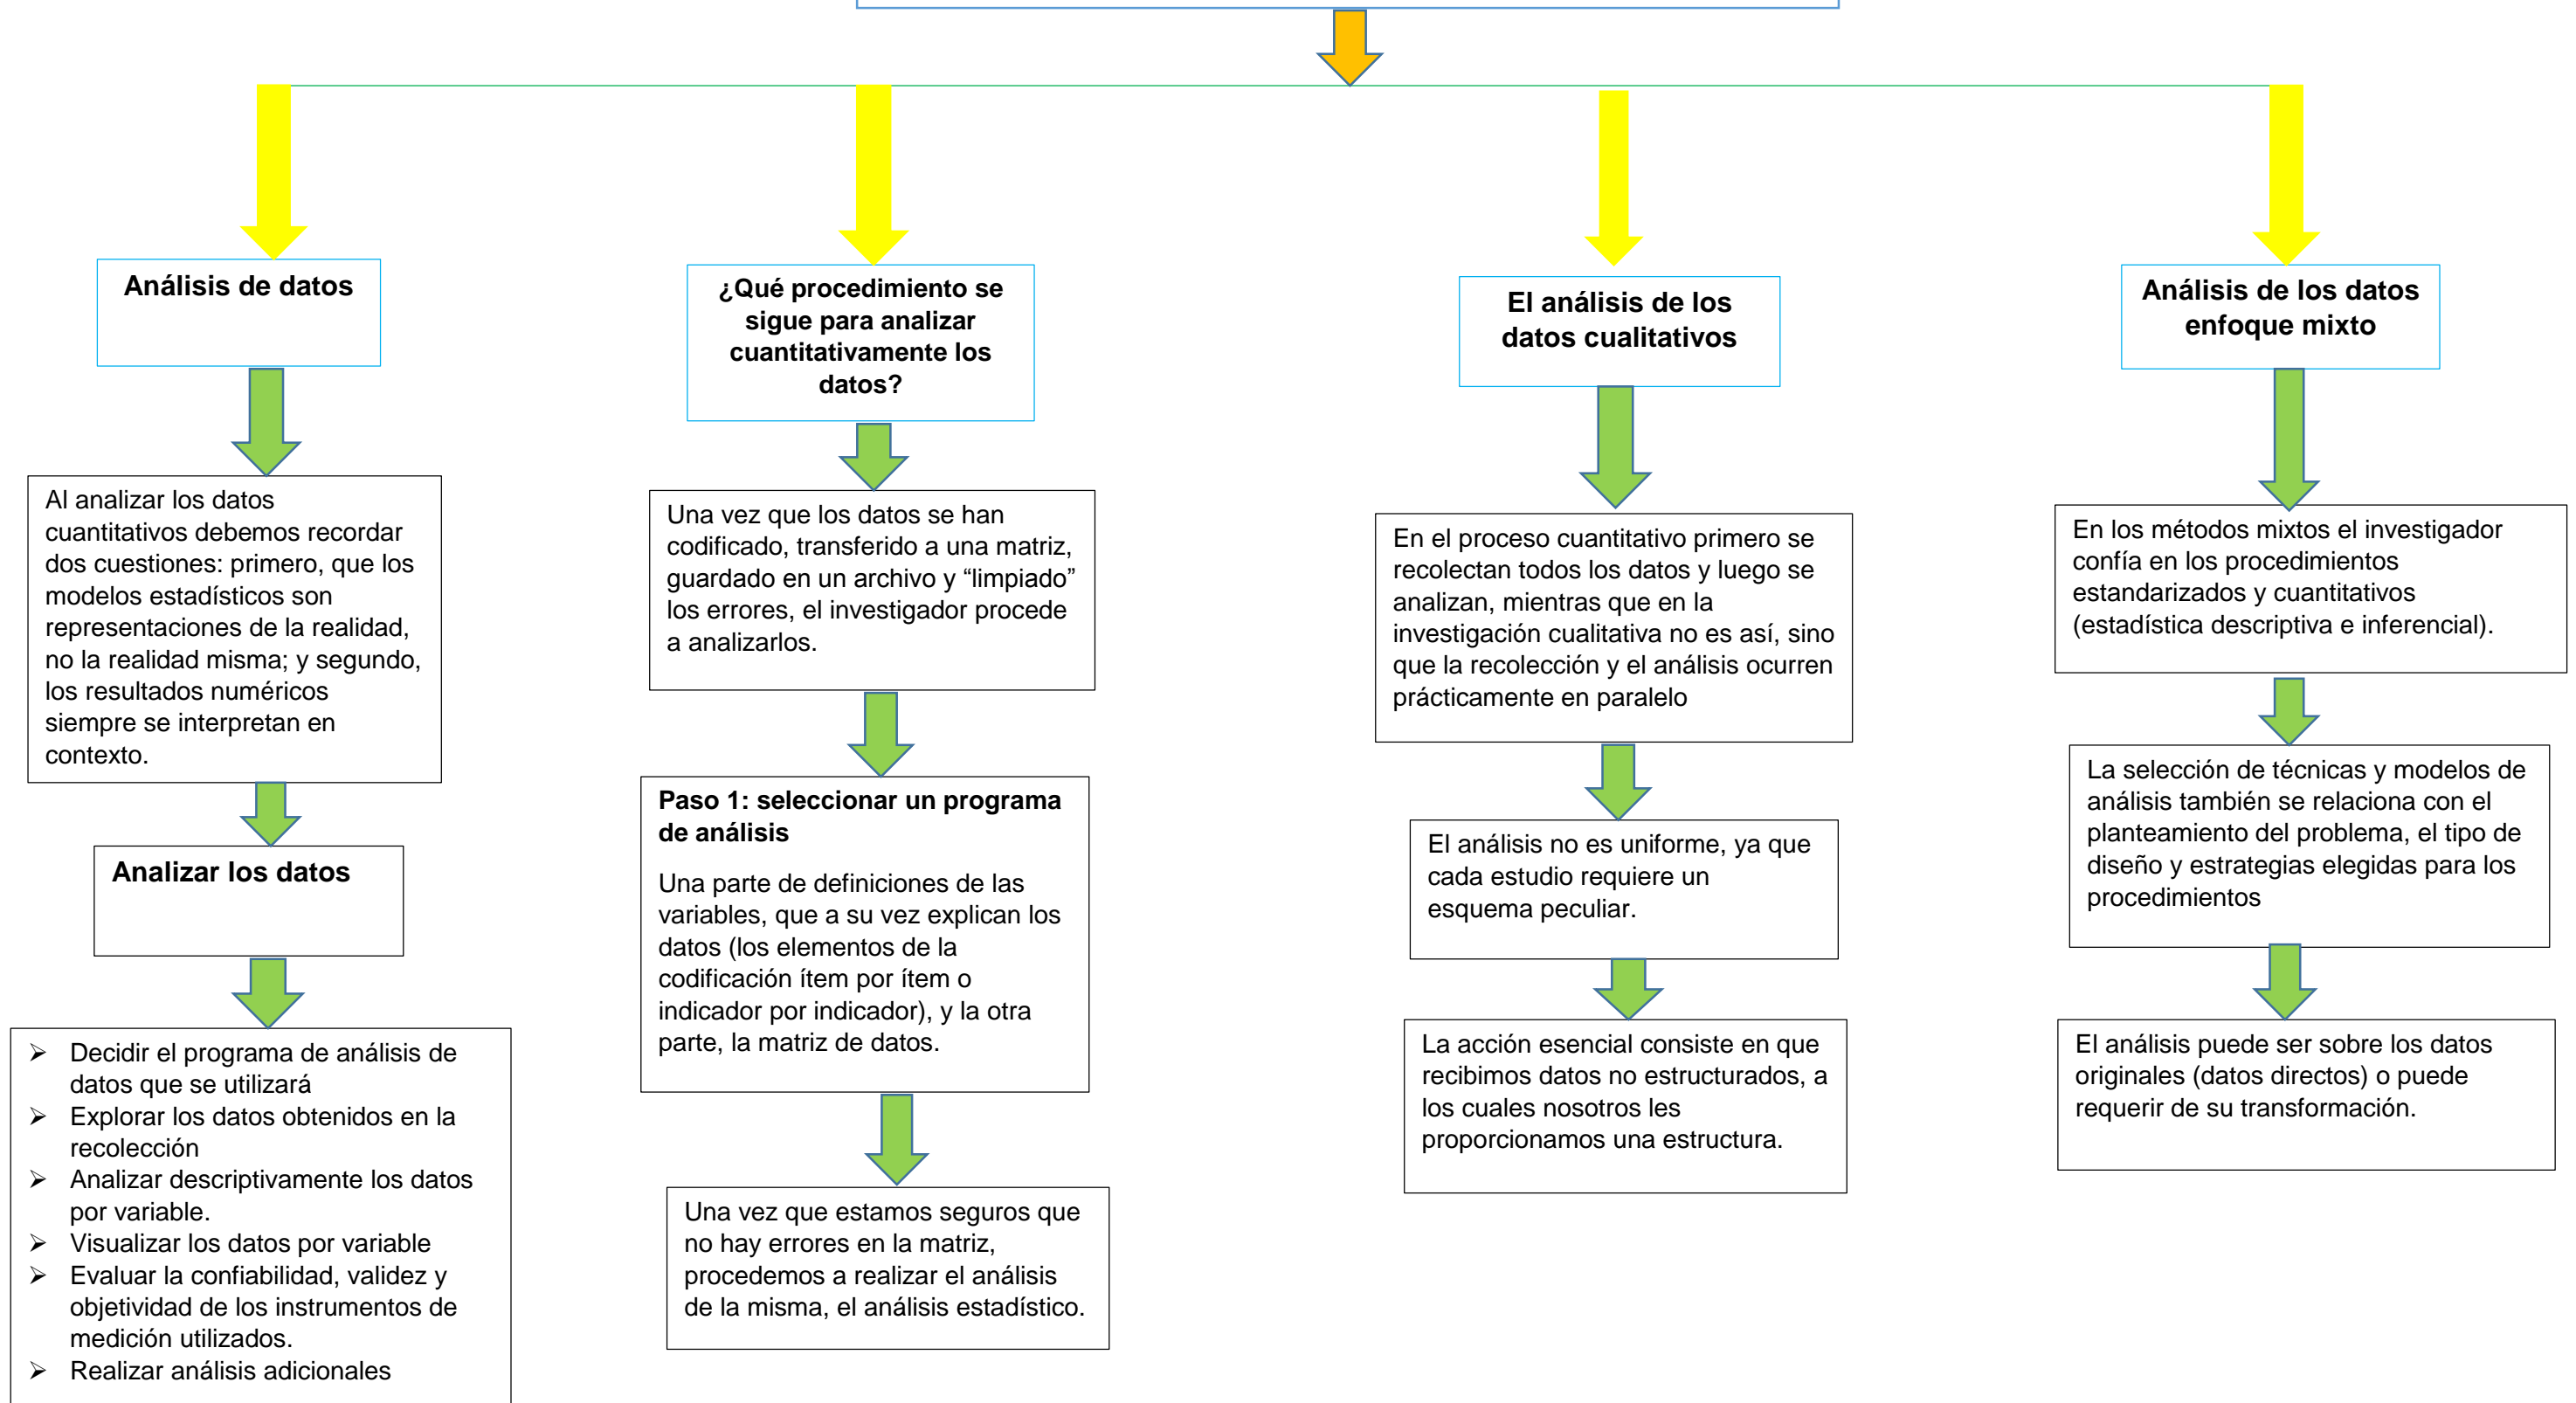 Análisis de datos
Al analizar los datos
cuantitativos debemos recordar
dos cuestiones: primero, que los
modelos estadísticos son
representaciones de la realidad,
no la realidad misma; y segundo,
los resultados numéricos
siempre se interpretan en
contexto.
Analizar los datos
➢ Decidir el programa de análisis de
datos que se utilizará
➢ Explorar los datos obtenidos en la
recolección
➢ Analizar descriptivamente los datos
por variable.
➢ Visualizar los datos por variable
➢ Evaluar la confiabilidad, validez y
objetividad de los instrumentos de
medición utilizados.
➢ Realizar análisis adicionales
¿Qué procedimiento se
sigue para analizar
cuantitativamente los
datos?
Una vez que los datos se han
codificado, transferido a una matriz,
guardado en un archivo y “limpiado”
los errores, el investigador procede
a analizarlos.
Paso 1: seleccionar un programa
de análisis
Una parte de definiciones de las
variables, que a su vez explican los
datos (los elementos de la
codificación ítem por ítem o
indicador por indicador), y la otra
parte, la matriz de datos.
Una vez que estamos seguros que
no hay errores en la matriz,
procedemos a realizar el análisis
de la misma, el análisis estadístico.
El análisis de los
datos cualitativos
En el proceso cuantitativo primero se
recolectan todos los datos y luego se
analizan, mientras que en la
investigación cualitativa no es así, sino
que la recolección y el análisis ocurren
prácticamente en paralelo
El análisis no es uniforme, ya que
cada estudio requiere un
esquema peculiar.
La acción esencial consiste en que
recibimos datos no estructurados, a
los cuales nosotros les
proporcionamos una estructura.
Análisis de los datos
enfoque mixto
En los métodos mixtos el investigador
confía en los procedimientos
estandarizados y cuantitativos
(estadística descriptiva e inferencial).
La selección de técnicas y modelos de
análisis también se relaciona con el
planteamiento del problema, el tipo de
diseño y estrategias elegidas para los
procedimientos
El análisis puede ser sobre los datos
originales (datos directos) o puede
requerir de su transformación.